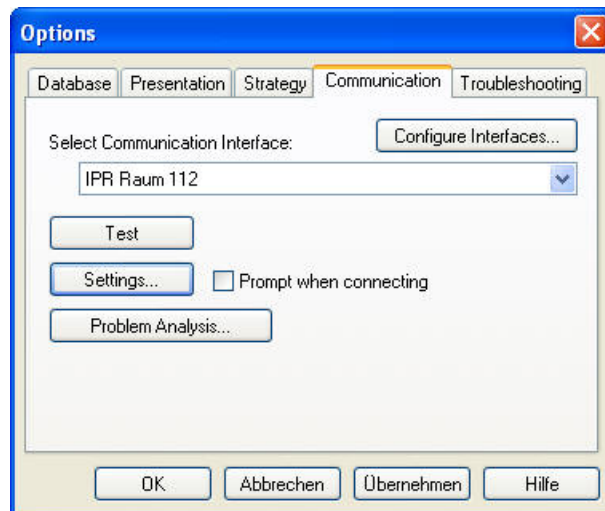 Options
Database Presentation Strategy Communication Troubleshooting
Select Communication Interface: Configure Interfaces...
IPR Raum 112
Test
Settings... Prompt when connecting
Problem Analysis...
OK Abbrechen Übernehmen Hilfe